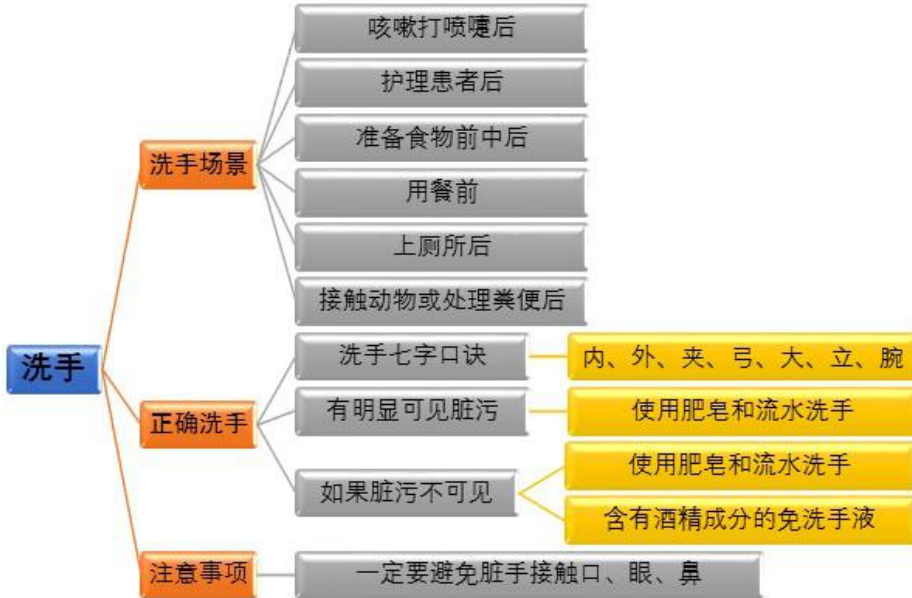 洗手
洗手场景
咳嗽打喷嚏后
护理患者后
准备食物前中后
用餐前
上厕所后
接触动物或处理粪便后
正确洗手
洗手七字口诀
内、外、夹、弓、大、立、腕
有明显可见脏污
使用肥皂和流水洗手
如果脏污不可见
使用肥皂和流水洗手
含有酒精成分的免洗手液
注意事项
一定要避免脏手接触口、眼、鼻